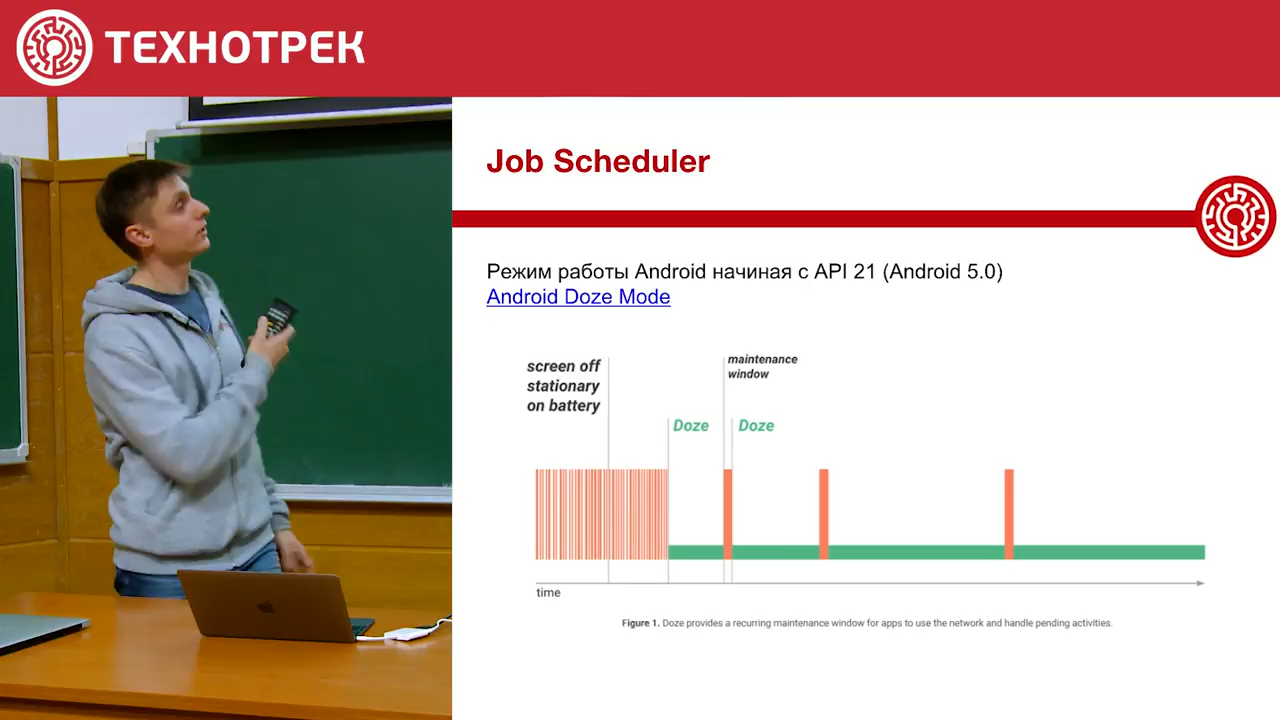 ТЕХНОТРЕК
Job Scheduler
Режим работы Android начиная с API 21 (Android 5.0)
Android Doze Mode
screen off
stationary
on battery
maintenance
window
Doze
Doze
time
Figure 1. Doze provides a recurring maintenance window for apps to use the network and handle pending activities.